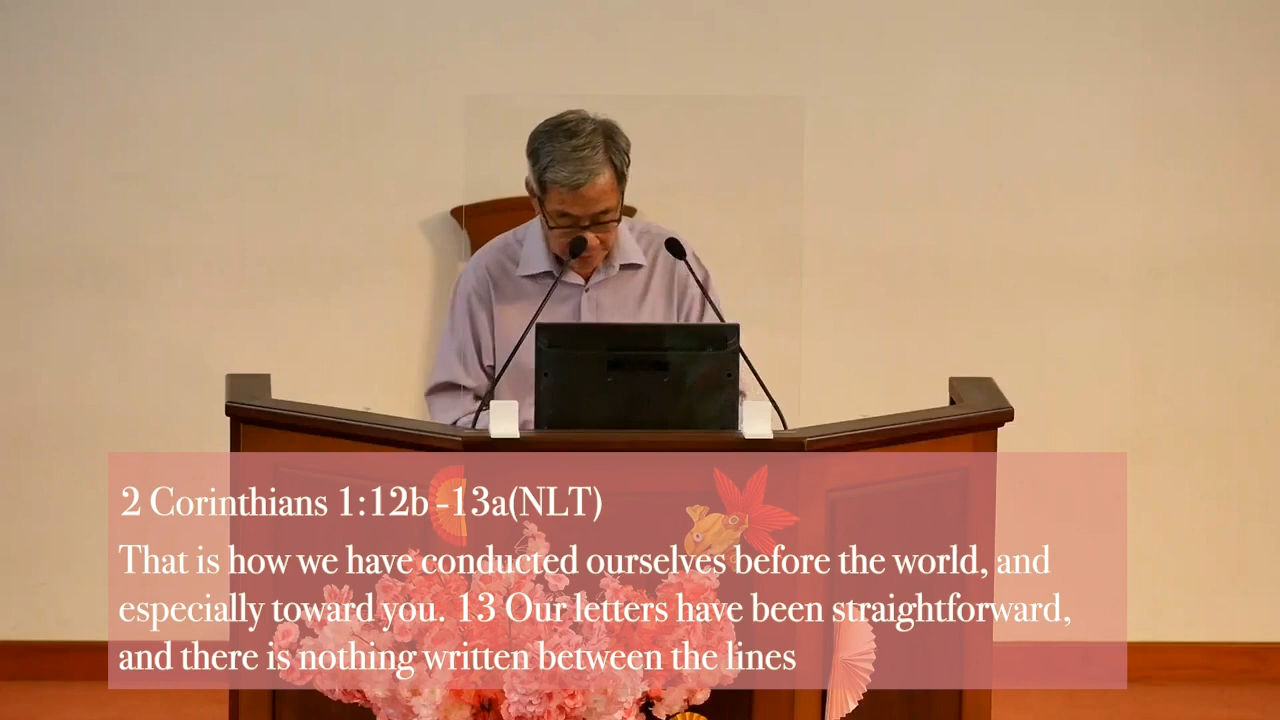 2 Corinthians 1:12b -13a(NLT)
That is how we have conducted ourselves before the world, and
especially toward you. 13 Our letters have been straightforward,
and there is nothing written between the lines